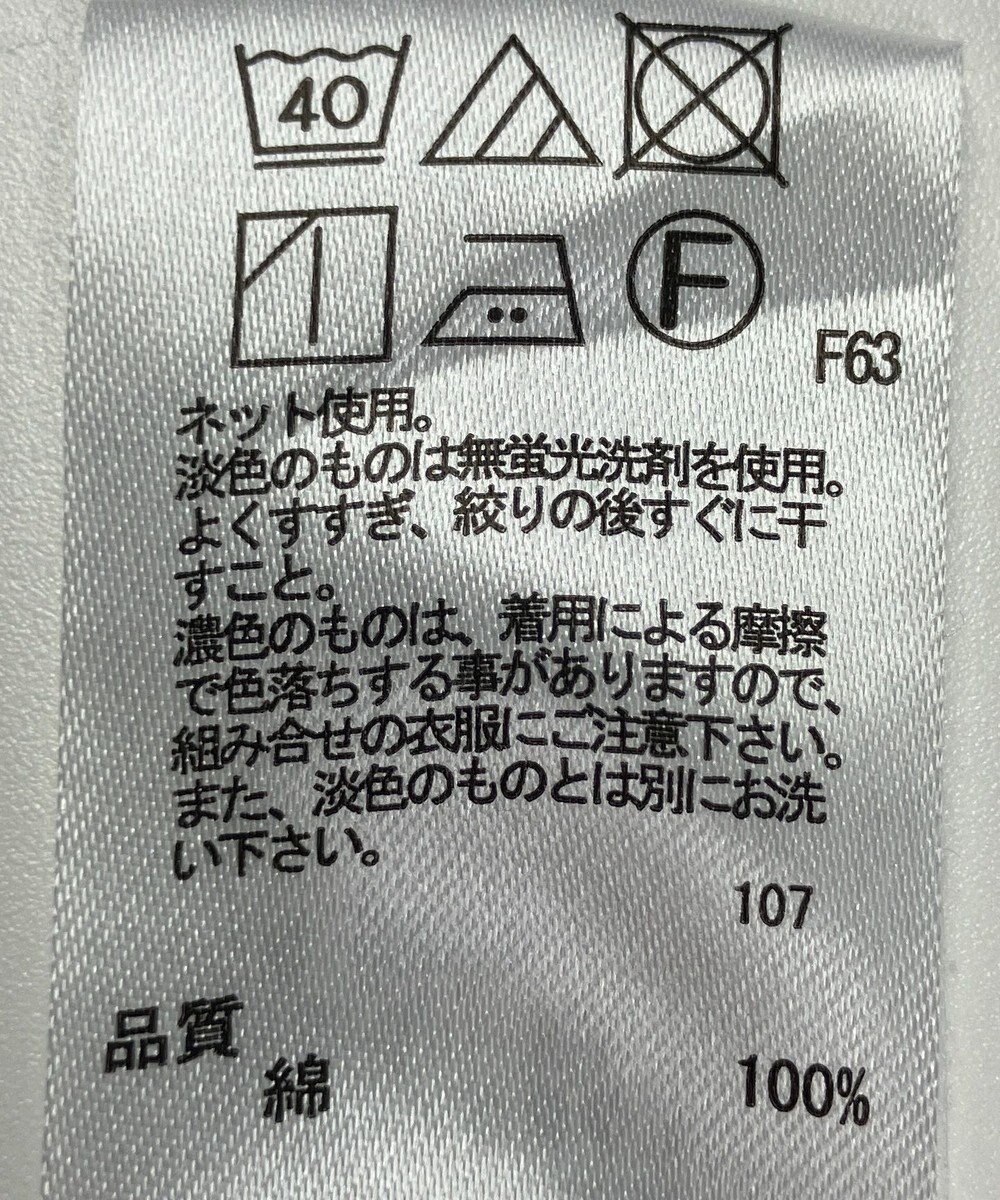 40
F
F63
ネット使用。
淡色のものは無蛍光洗剤を使用。
よくすすぎ、絞りの後すぐに干
すこと。
濃色のものは、着用による摩擦
で色落ちする事がありますので、
組み合せの衣服にご注意下さい。
また、淡色のものとは別にお洗
い下さい。
107
品質
綿 100%